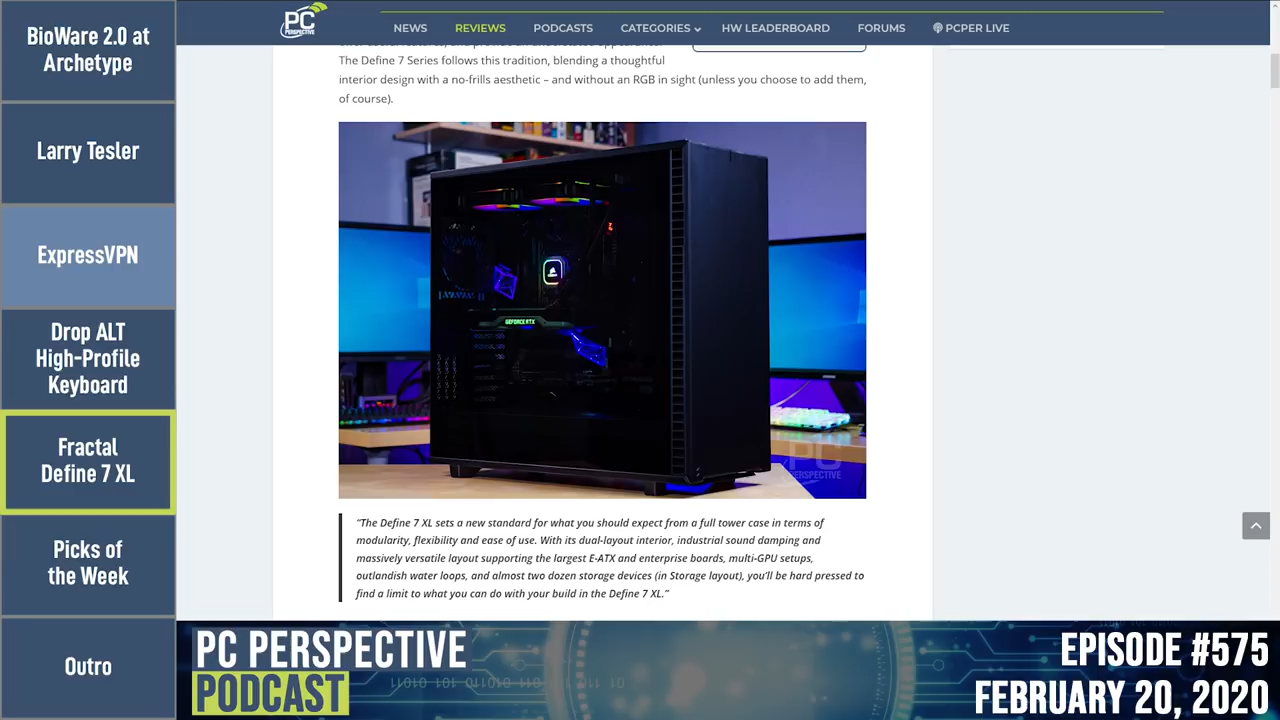 BioWare 2.0 at
Archetype
Larry Tesler
ExpressVPN
Drop ALT
High-Profile
Keyboard
Fractal
Define 7 XL
Picks of
the Week
Outro
PC
PERSPECTIVE
NEWS
REVIEWS
PODCASTS
CATEGORIES
HW LEADERBOARD
FORUMS
PCPER LIVE
The Define 7 Series follows this tradition, blending a thoughtful
interior design with a no-frills aesthetic – and without an RGB in sight (unless you choose to add them,
of course).
GEFORCE RTX
PC
PERSPECTIVE
“The Define 7 XL sets a new standard for what you should expect from a full tower case in terms of
modularity, flexibility and ease of use. With its dual-layout interior, industrial sound damping and
massively versatile layout supporting the largest E-ATX and enterprise boards, multi-GPU setups,
outlandish water loops, and almost two dozen storage devices (in Storage layout), you’ll be hard pressed to
find a limit to what you can do with your build in the Define 7 XL.”
PC PERSPECTIVE
PODCAST
EPISODE #575
FEBRUARY 20, 2020